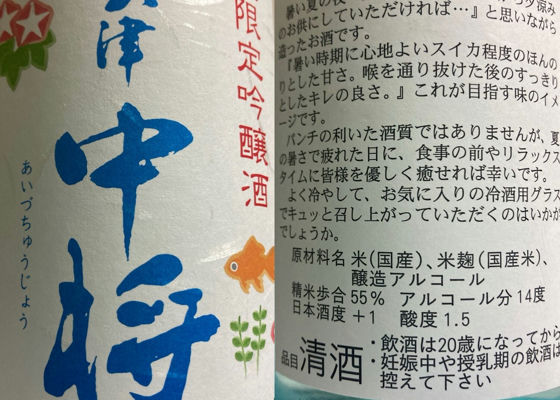 限定吟醸酒
津
中将
あいづちゅうじょう
暑い夏の夜
のお供にしていただければ…』と思いながら
造ったお酒です。
『暑い時期に心地よいスイカ程度のほんの
りとした甘さ。喉を通り抜けた後のすっきり
としたキレの良さ。』これが目指す味のイメ
ージです。
パンチの利いた酒質ではありませんが、夏
の暑さで疲れた日に、食事の前やリラックス
タイムに皆様を優しく癒せれば幸いです。
よく冷やして、お気に入りの冷酒用グラス
でキュッと召し上がっていただくのはいかが
でしょうか。
原材料名 米(国産)、米麹(国産米)、
醸造アルコール
精米歩合 55% アルコール分 14度
日本酒度 +1 酸度 1.5
品目 清酒
・飲酒は20歳になってから
・妊娠中や授乳期の飲酒は
控えて下さい